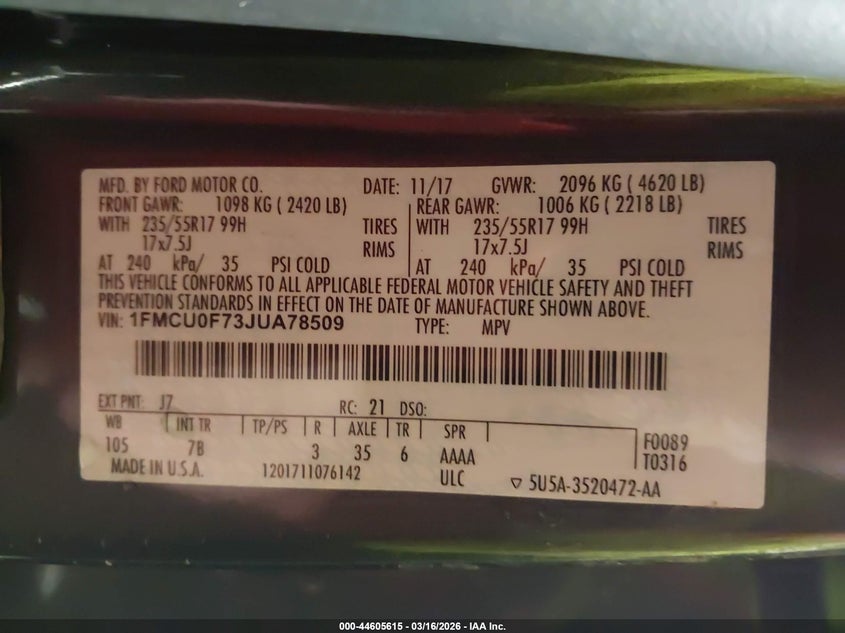 MFD. BY FORD MOTOR CO. DATE: 11/17 GVWR: 2096 KG ( 4620 LB)
FRONT GAWR: 1098 KG ( 2420 LB) REAR GAWR: 1006 KG ( 2218 LB)
WITH 235/55R17 99H TIRES WITH 235/55R17 99H TIRES
17x7.5J RIMS 17x7.5J RIMS
AT 240 kPa/ 35 PSI COLD AT 240 kPa/ 35 PSI COLD
THIS VEHICLE CONFORMS TO ALL APPLICABLE FEDERAL MOTOR VEHICLE SAFETY AND THEFT
PREVENTION STANDARDS IN EFFECT ON THE DATE OF MANUFACTURE SHOWN ABOVE.
VIN: 1FMCU0F73JUA78509 TYPE: MPV
EXT PNT: J7 RC: 21 DSO:
WB INT TR TP/PS R AXLE TR SPR F0089
105 7B 3 35 6 AAAA T0316
MADE IN U.S.A. 1201711076142 ULC ▽ 5U5A-3520472-AA
000-44605615 - 03/16/2026 - IAA Inc.